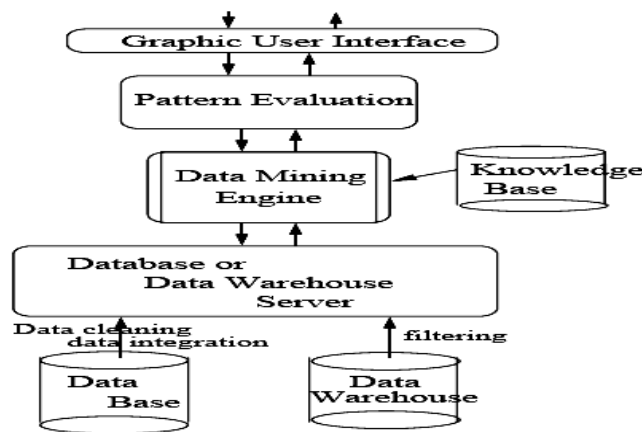 Graphic User Interface
Pattern Evaluation
Data Mining
Engine
Knowledge
Base
Database or
Data Warehouse
Server
Data cleaning
data integration
filtering
Data
Base
Data
Warehouse